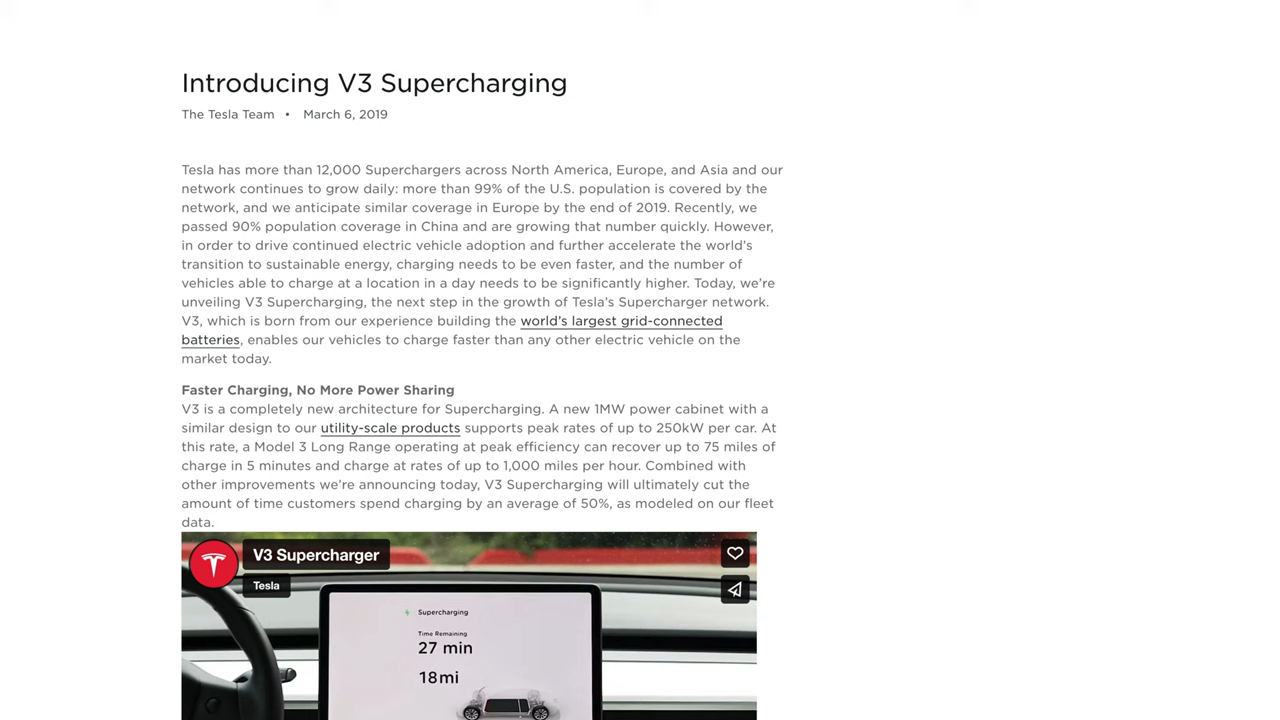 Introducing V3 Supercharging
The Tesla Team • March 6, 2019
Tesla has more than 12,000 Superchargers across North America, Europe, and Asia and our
network continues to grow daily: more than 99% of the U.S. population is covered by the
network, and we anticipate similar coverage in Europe by the end of 2019. Recently, we
passed 90% population coverage in China and are growing that number quickly. However,
in order to drive continued electric vehicle adoption and further accelerate the world’s
transition to sustainable energy, charging needs to be even faster, and the number of
vehicles able to charge at a location in a day needs to be significantly higher. Today, we’re
unveiling V3 Supercharging, the next step in the growth of Tesla’s Supercharger network.
V3, which is born from our experience building the world’s largest grid-connected
batteries, enables our vehicles to charge faster than any other electric vehicle on the
market today.
Faster Charging, No More Power Sharing
V3 is a completely new architecture for Supercharging. A new 1MW power cabinet with a
similar design to our utility-scale products supports peak rates of up to 250kW per car. At
this rate, a Model 3 Long Range operating at peak efficiency can recover up to 75 miles of
charge in 5 minutes and charge at rates of up to 1,000 miles per hour. Combined with
other improvements we’re announcing today, V3 Supercharging will ultimately cut the
amount of time customers spend charging by an average of 50%, as modeled on our fleet
data.
V3 Supercharger
Tesla
Supercharging
Time Remaining
27 min
18mi